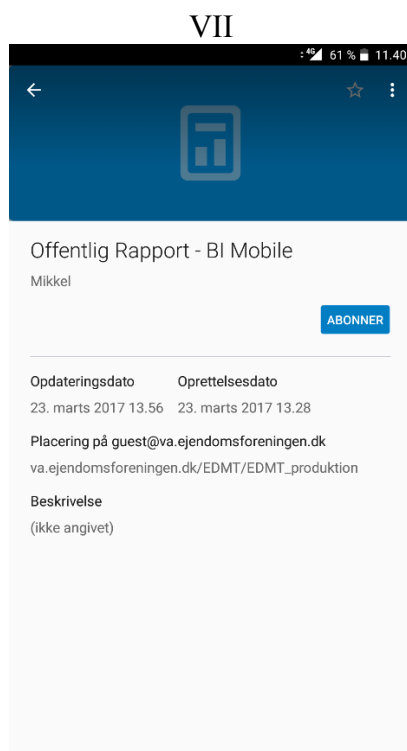 VII
4G 61 % 11.40
Offentlig Rapport - BI Mobile
Mikkel
ABONNER
Opdateringsdato Oprettelsesdato
23. marts 2017 13.56 23. marts 2017 13.28
Placering på guest@va.ejendomsforeningen.dk
va.ejendomsforeningen.dk/EDMT/EDMT_produktion
Beskrivelse
(ikke angivet)